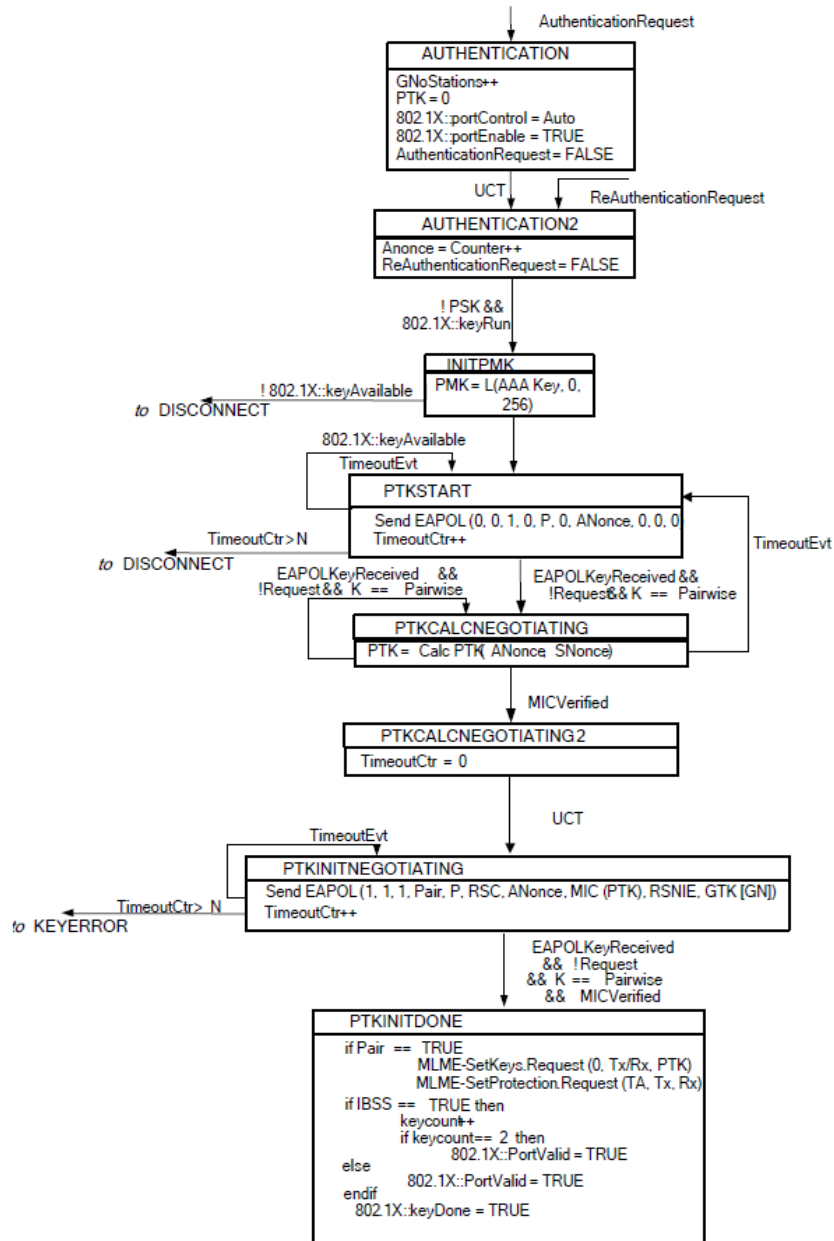 AuthenticationRequest
AUTHENTICATION
GNoStations++
PTK = 0
802.1X::portControl = Auto
802.1X::portEnable = TRUE
AuthenticationRequest = FALSE
UCT
ReAuthenticationRequest
AUTHENTICATION2
Anonce = Counter++
ReAuthenticationRequest = FALSE
! PSK &&
802.1X::keyRun
INITPMK
PMK = L(AAA Key, 0,
256)
! 802.1X::keyAvailable
to DISCONNECT
802.1X::keyAvailable
TimeoutEvt
PTKSTART
Send EAPOL (0, 0, 1, 0, P, 0, ANonce, 0, 0, 0)
TimeoutCtr++
TimeoutCtr> N
to DISCONNECT
TimeoutEvt
EAPOLKeyReceived &&
!Request&& K == Pairwise
EAPOLKeyReceived &&
!Request&& K == Pairwise
PTKCALCNEGOTIATING
PTK = Calc PTK( ANonce, SNonce)
MICVerified
PTKCALCNEGOTIATING2
TimeoutCtr = 0
UCT
TimeoutEvt
PTKINITNEGOTIATING
Send EAPOL (1, 1, 1, Pair, P, RSC, ANonce, MIC (PTK), RSNIE, GTK [GN])
TimeoutCtr++
TimeoutCtr> N
to KEYERROR
EAPOLKeyReceived
&& !Request
&& K == Pairwise
&& MICVerified
PTKINITDONE
if Pair == TRUE
MLME-SetKeys.Request (0, Tx/Rx, PTK)
MLME-SetProtection.Request (TA, Tx, Rx)
if IBSS == TRUE then
keycount++
if keycount== 2 then
802.1X::PortValid = TRUE
else
802.1X::PortValid = TRUE
endif
802.1X::keyDone = TRUE